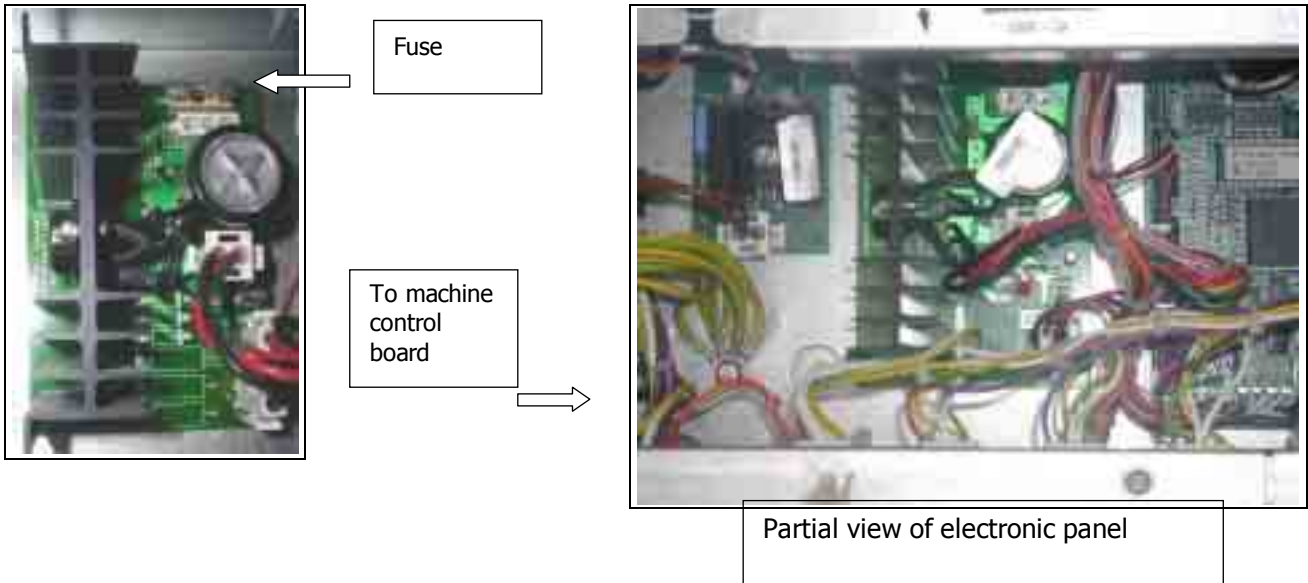 Fuse
To machine
control
board
Partial view of electronic panel